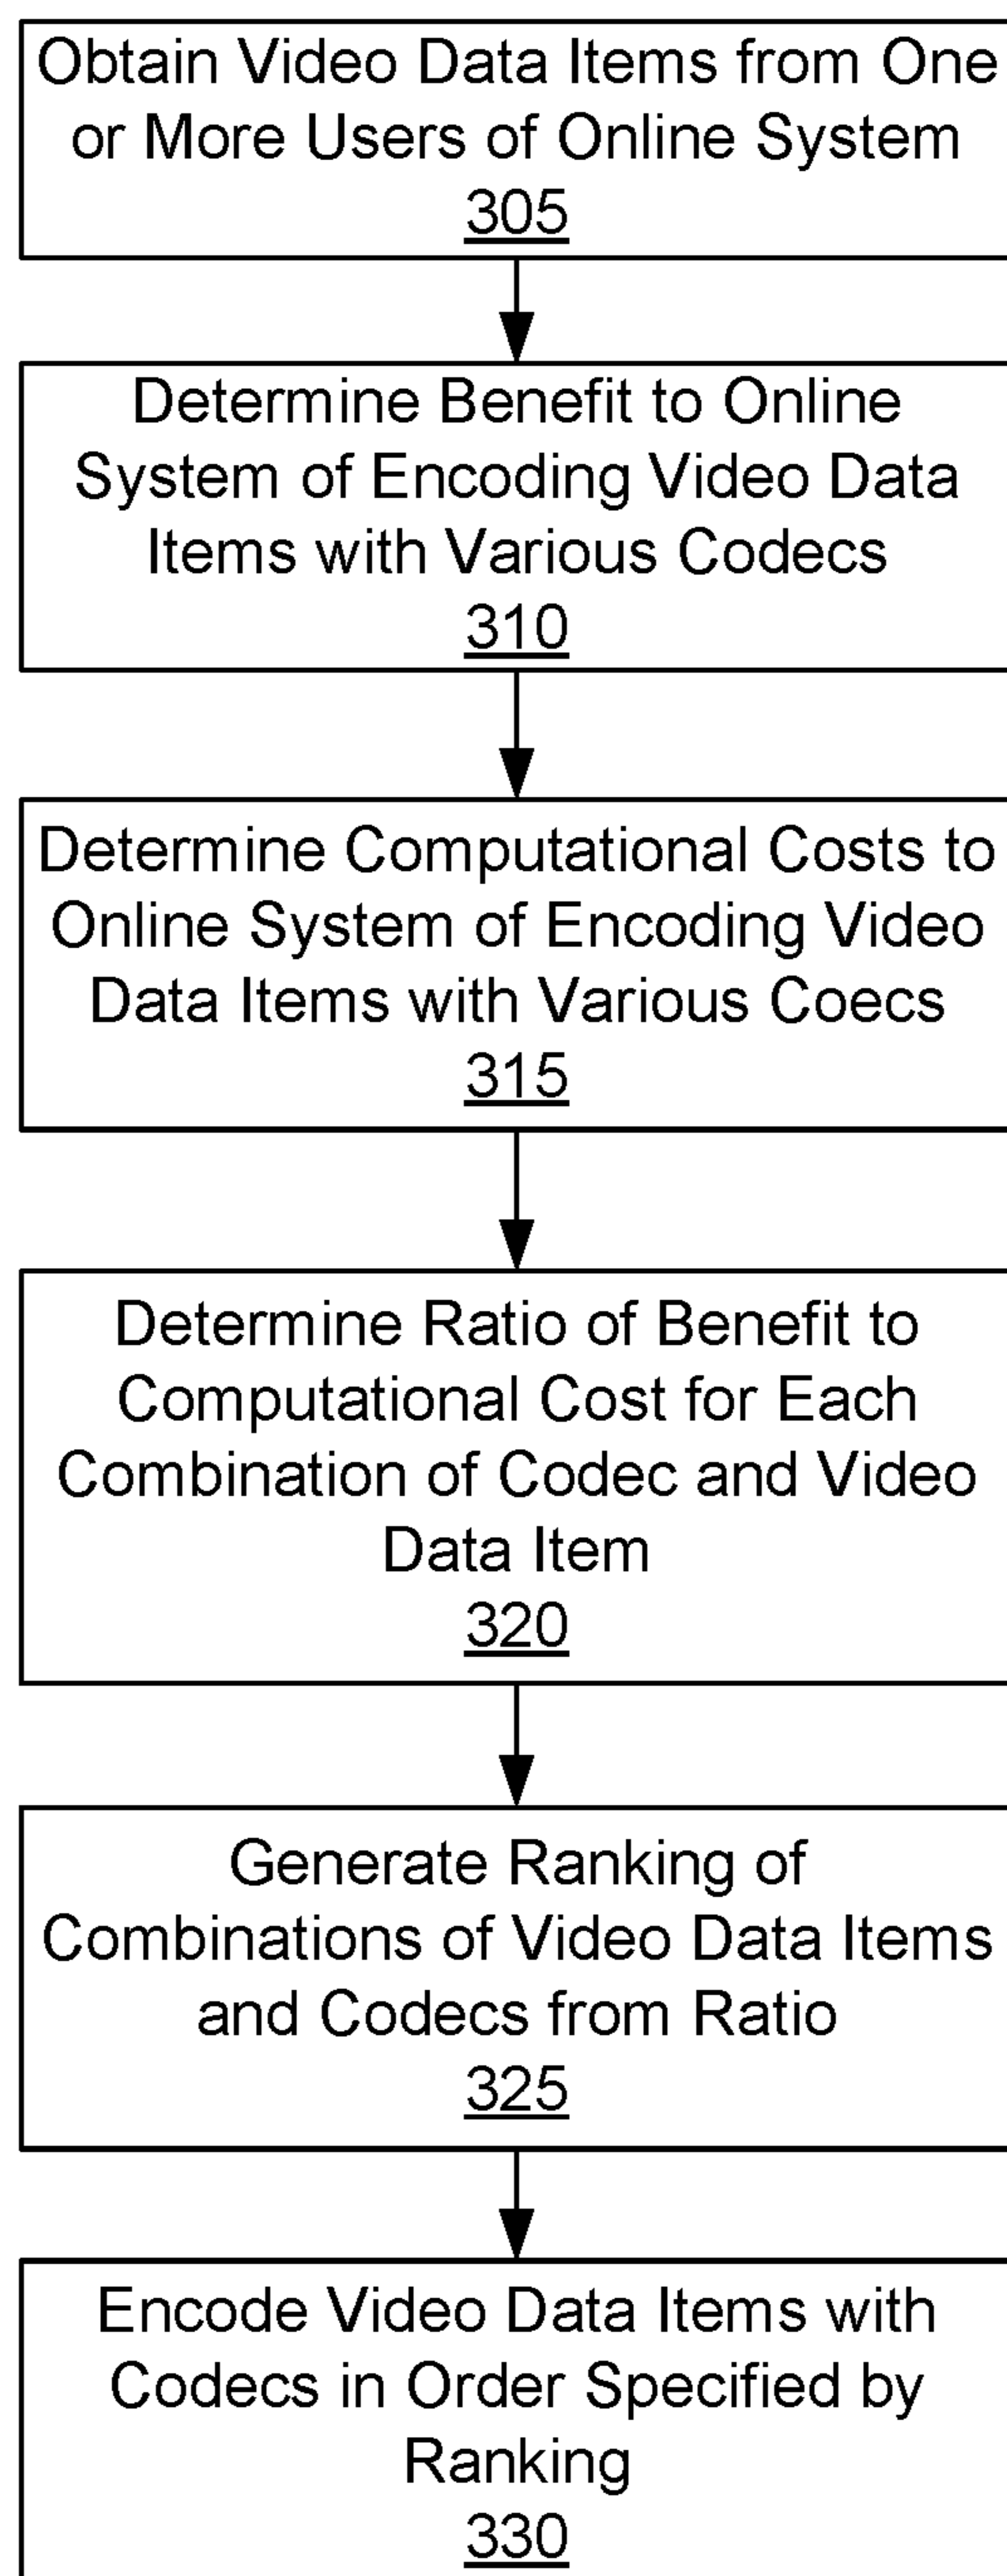 Obtain Video Data Items from One
or More Users of Online System
305
Determine Benefit to Online
System of Encoding Video Data
Items with Various Codecs
310
Determine Computational Costs to
Online System of Encoding Video
Data Items with Various Coecs
315
Determine Ratio of Benefit to
Computational Cost for Each
Combination of Codec and Video
Data Item
320
Generate Ranking of
Combinations of Video Data Items
and Codecs from Ratio
325
Encode Video Data Items with
Codecs in Order Specified by
Ranking
330